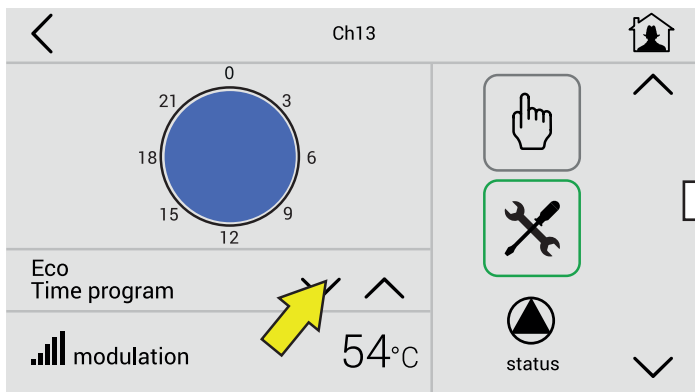 Ch13
0
21
3
18
6
15
9
12
Eco
Time program
modulation
54°C
status